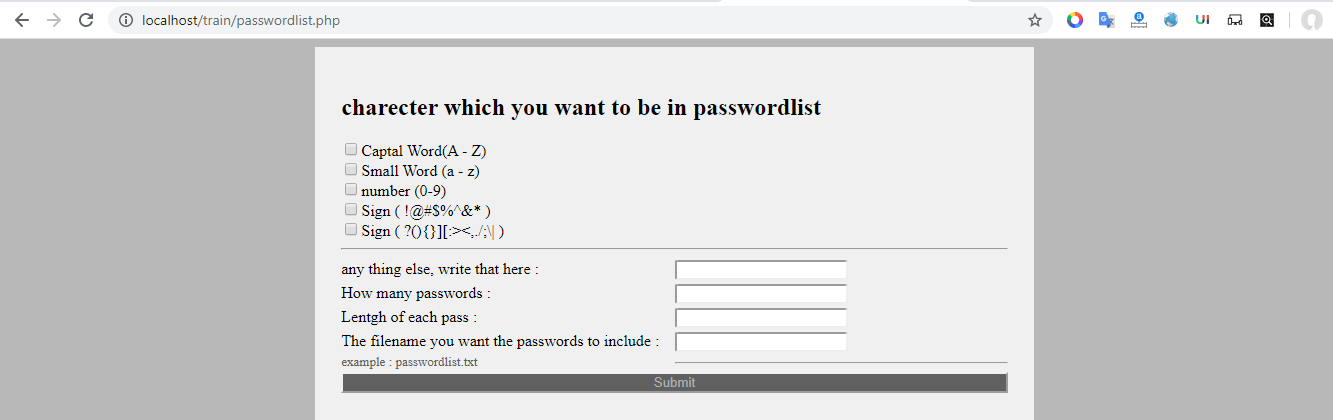 localhost/train/passwordlist.php
UI
charecter which you want to be in passwordlist
Captal Word(A - Z)
Small Word (a - z)
number (0-9)
Sign ( !@#$%^&* )
Sign ( ?(){}][:><,./;\| )
any thing else, write that here :
How many passwords :
Lentgh of each pass :
The filename you want the passwords to include :
example : passwordlist.txt
Submit